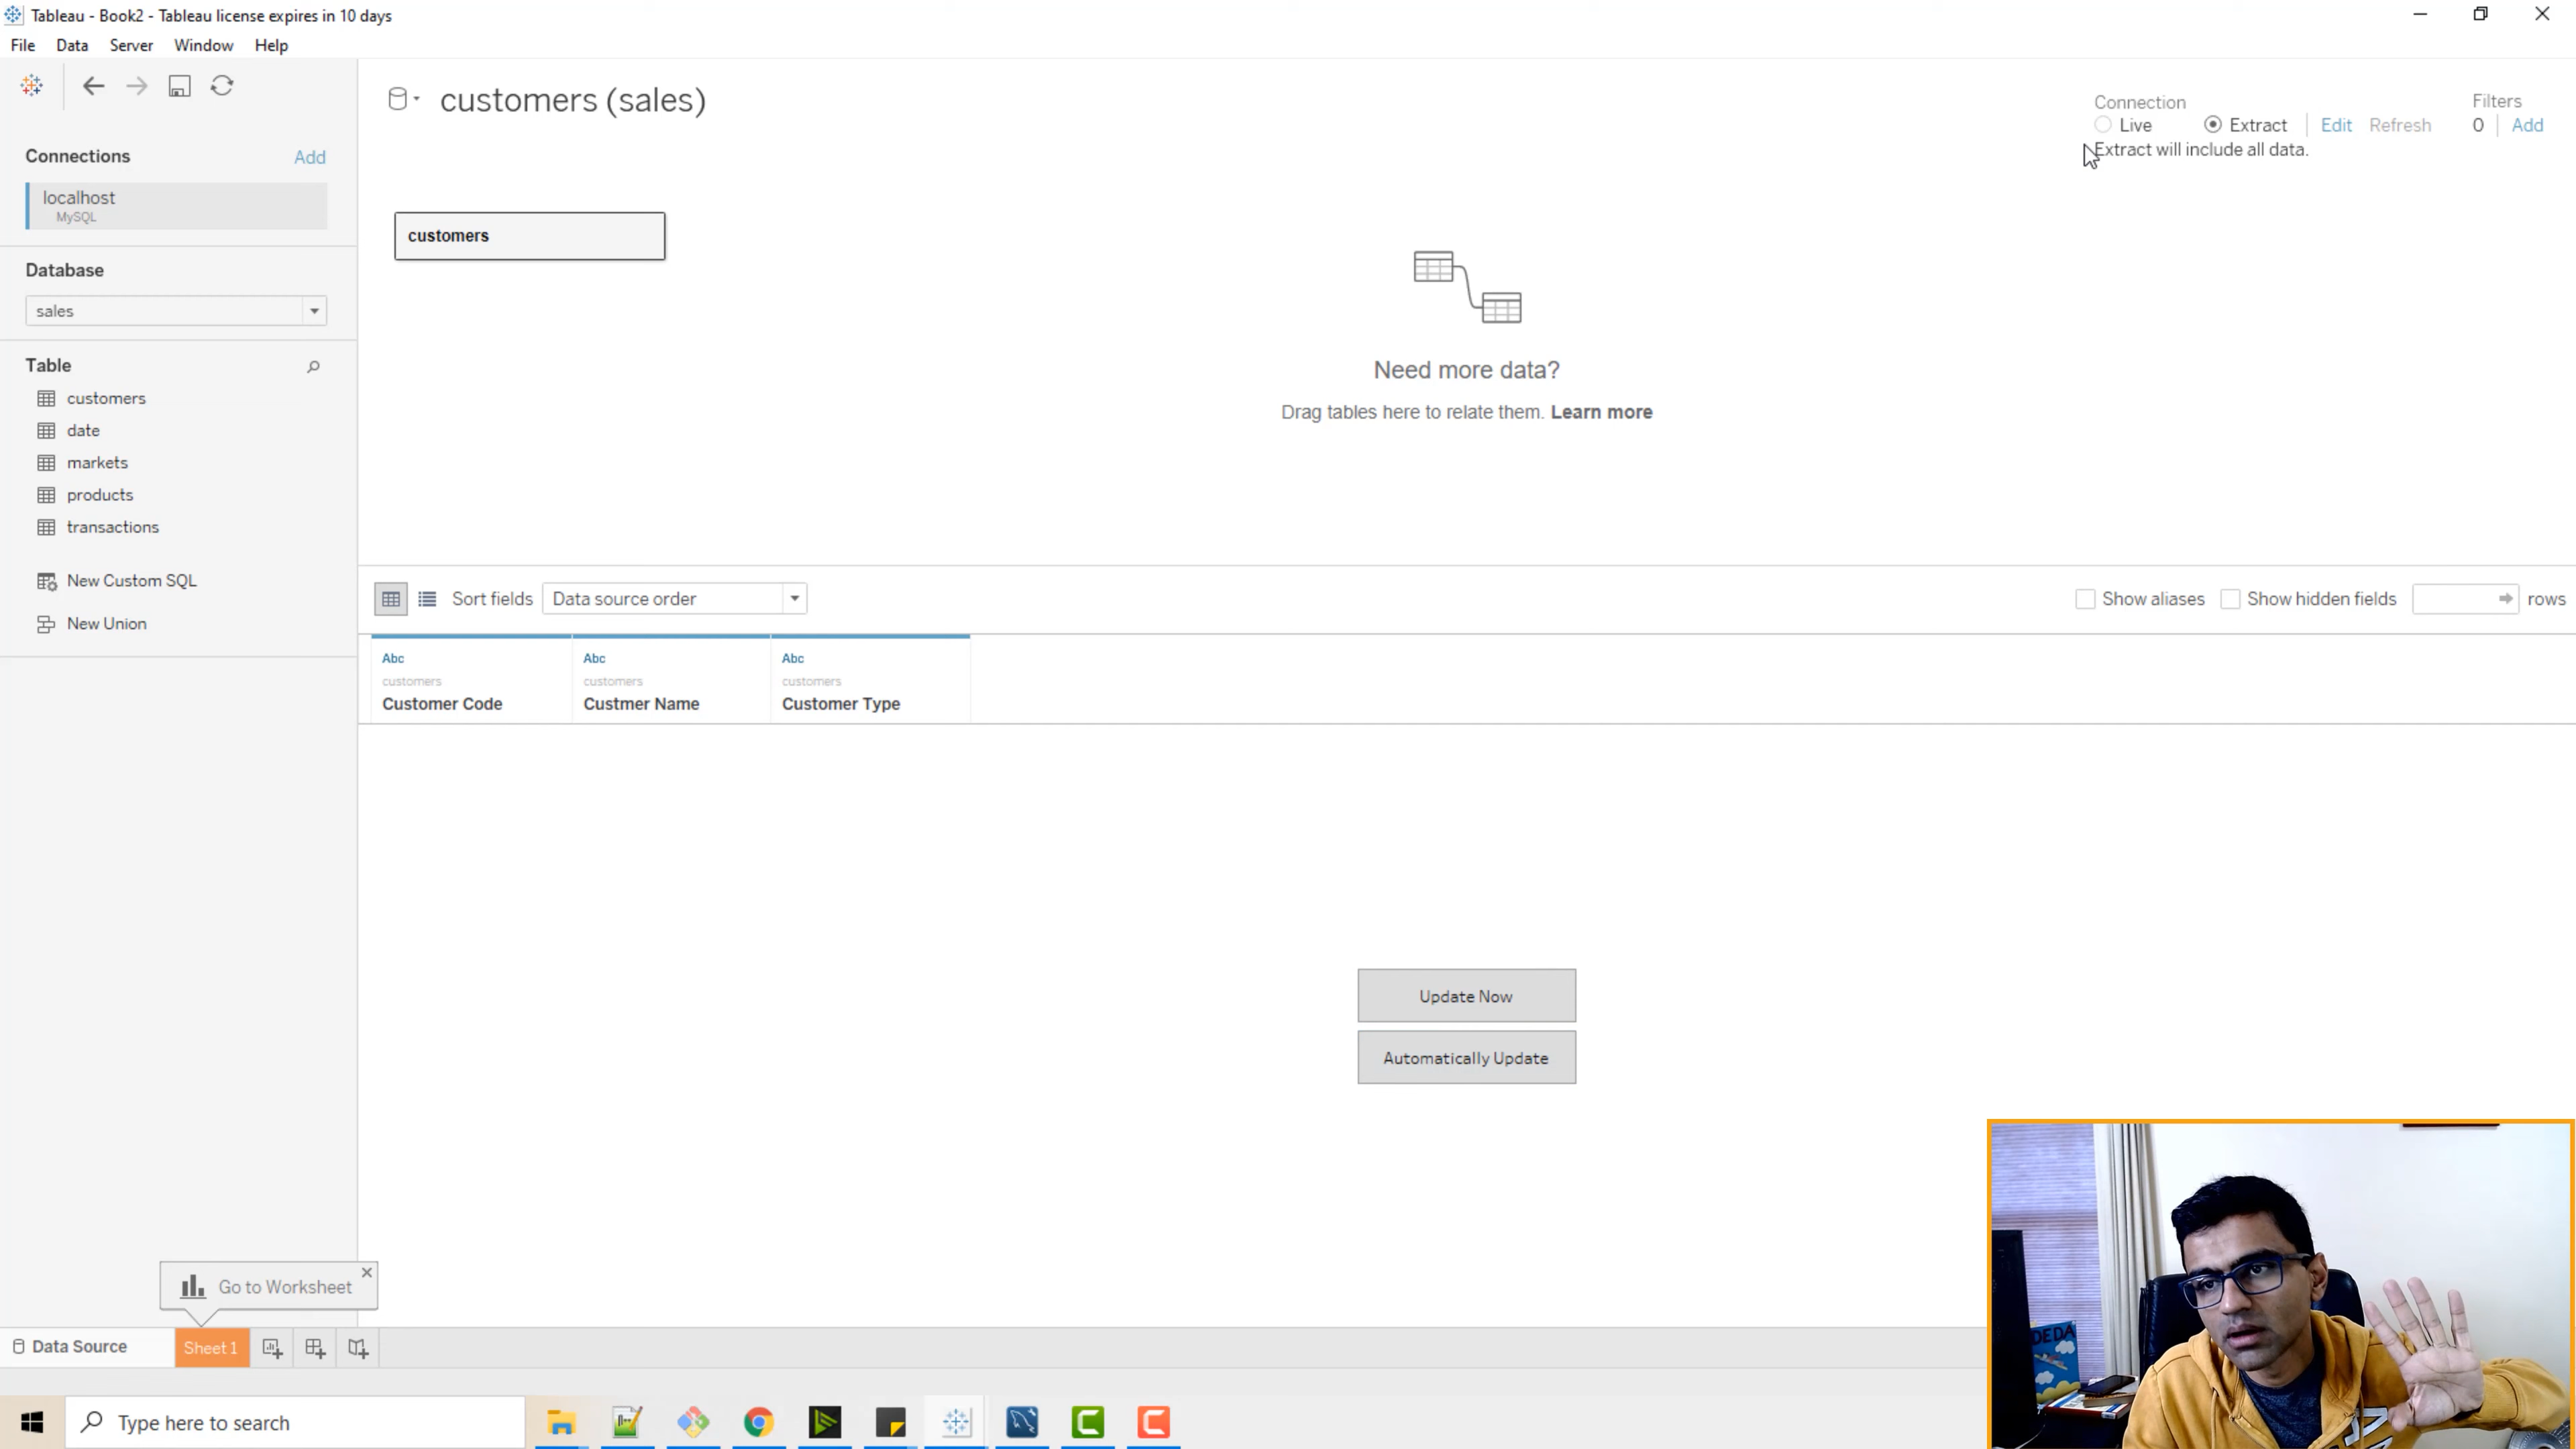 Tableau - Book2 - Tableau license expires in 10 days
File Data Server Window Help
customers (sales)
Connection
Live Extract Edit Refresh
Extract will include all data.
Filters
0 Add
Connections Add
localhost
MySQL
Database
sales
Table
customers
date
markets
products
transactions
New Custom SQL
New Union
customers
Need more data?
Drag tables here to relate them. Learn more
Sort fields Data source order Show aliases Show hidden fields rows
Abc Abc Abc
customers customers customers
Customer Code Custmer Name Customer Type
Update Now
Automatically Update
Go to Worksheet
Data Source Sheet 1
Type here to search